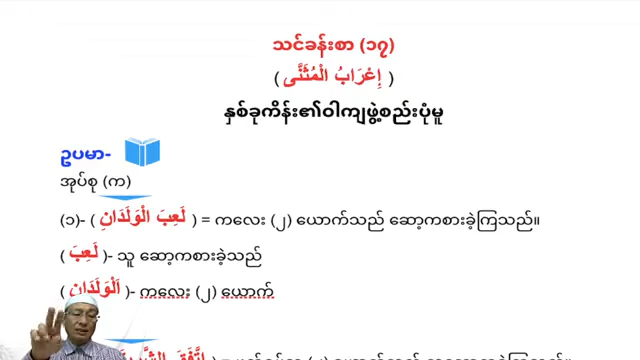 သင်ခန်းစာ (၁၇)
( إِعْرَابُ الْمُثَنَّى )
နှစ်ခုကိန်း၏ဝါကျဖွဲ့စည်းပုံမူ
ဥပမာ-
အုပ်စု (က)
(၁)- ( لَعِبَ الْوَلَدَانِ ) = ကလေး (၂) ယောက်သည် ဆော့ကစားခဲ့ကြသည်။
( لَعِبَ )- သူ ဆော့ကစားခဲ့သည်
( اَلْوَلَدَانِ )- ကလေး (၂) ယောက်